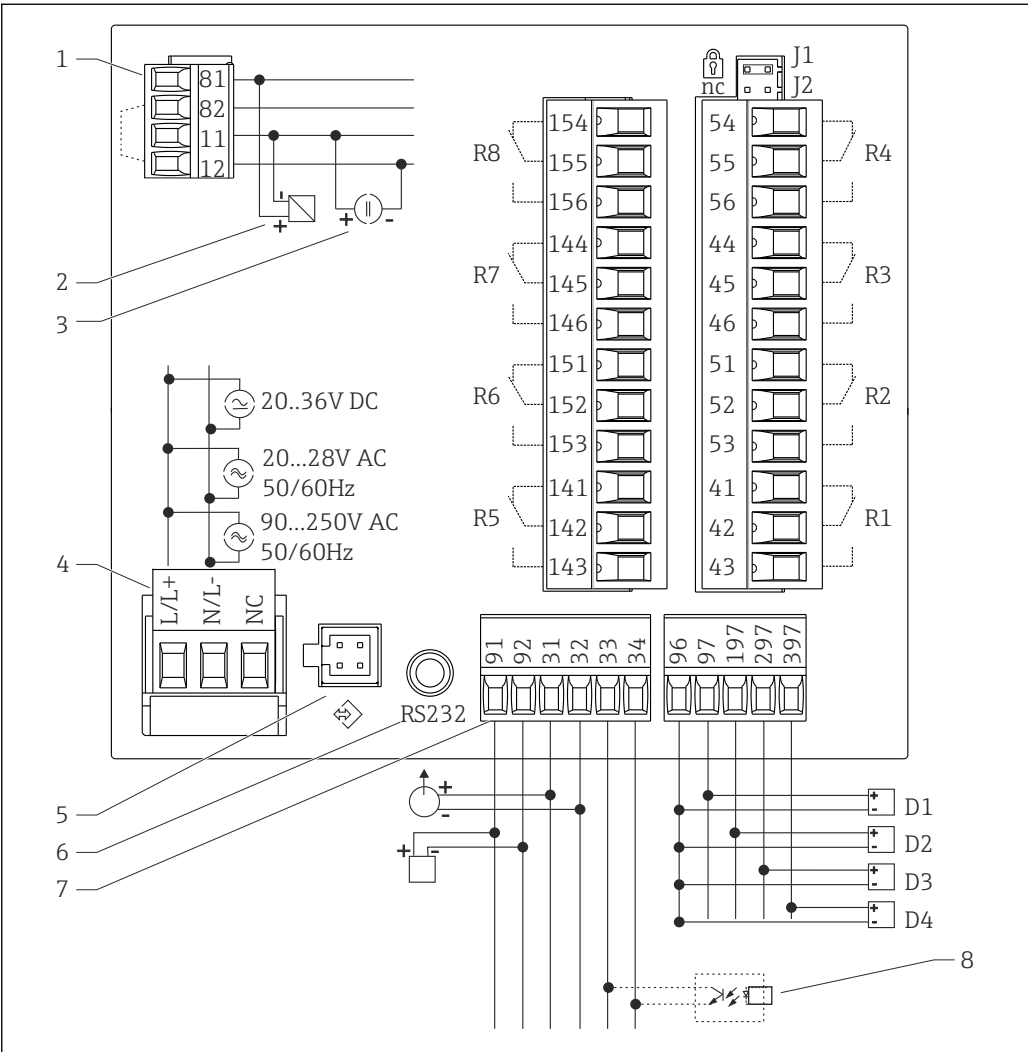 1
81
82
11
12
- +
+ -
2
3
nc
J1
J2
154
155
156
R8
144
145
146
R7
151
152
153
R6
141
142
143
R5
54
55
56
R4
44
45
46
R3
51
52
53
R2
41
42
43
R1
20..36V DC
20...28V AC
50/60Hz
90...250V AC
50/60Hz
4
L/L+
N/L-
NC
RS232
91
92
31
32
33
34
96
97
197
297
397
5
6
7
+
-
+ -
+
- D1
+
- D2
+
- D3
+
- D4
8